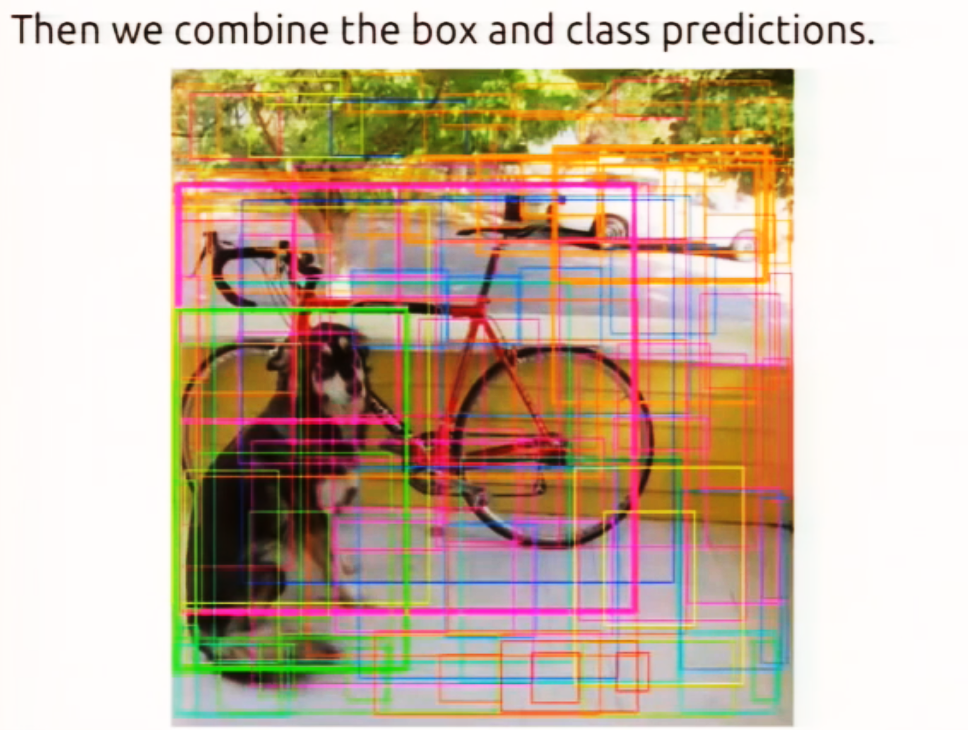 Then we combine the box and class predictions.